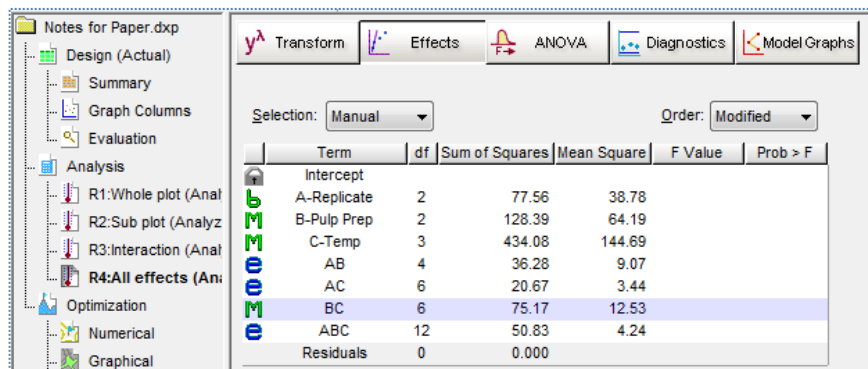 Notes for Paper.dxp
Design (Actual)
Summary
Graph Columns
Evaluation
Analysis
R1:Whole plot (Anal
R2:Sub plot (Analyz
R3:Interaction (Anal
R4:All effects (Ana
Optimization
Numerical
Graphical
yλ Transform Effects F ANOVA Diagnostics Model Graphs
Selection: Manual Order: Modified
Term df Sum of Squares Mean Square F Value Prob > F
Intercept
b A-Replicate 2 77.56 38.78
M B-Pulp Prep 2 128.39 64.19
M C-Temp 3 434.08 144.69
e AB 4 36.28 9.07
e AC 6 20.67 3.44
M BC 6 75.17 12.53
e ABC 12 50.83 4.24
Residuals 0 0.000